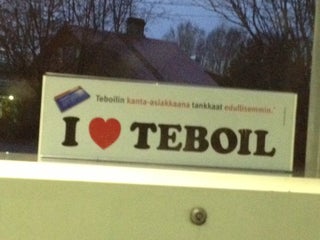 Teboilin kanta-asiakkaana tankkaat edullisemmin.*
I ❤ TEBOIL